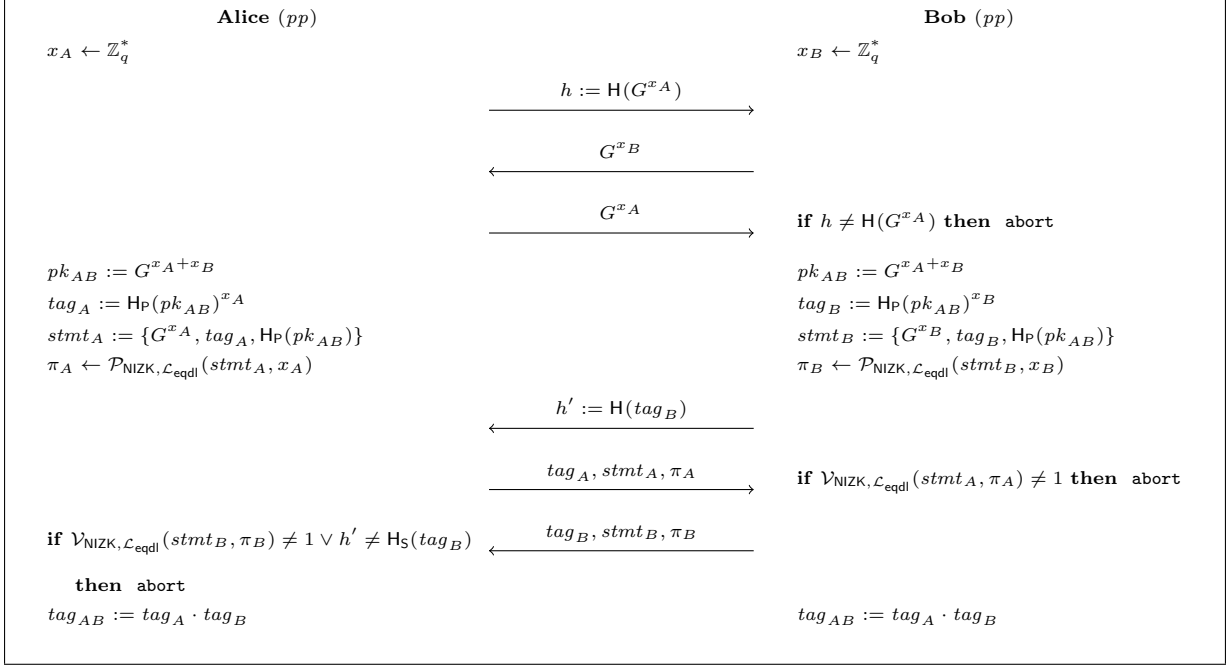 Alice (pp) Bob (pp)
x_A ← ℤ_q^* x_B ← ℤ_q^*
h := H(G^{x_A})
G^{x_B}
G^{x_A} if h ≠ H(G^{x_A}) then abort
pk_{AB} := G^{x_A+x_B} pk_{AB} := G^{x_A+x_B}
tag_A := H_P(pk_{AB})^{x_A} tag_B := H_P(pk_{AB})^{x_B}
stmt_A := {G^{x_A}, tag_A, H_P(pk_{AB})} stmt_B := {G^{x_B}, tag_B, H_P(pk_{AB})}
π_A ← 𝒫_{NIZK,ℒ_{eqdl}}(stmt_A, x_A) π_B ← 𝒫_{NIZK,ℒ_{eqdl}}(stmt_B, x_B)
h′ := H(tag_B)
tag_A, stmt_A, π_A if 𝒱_{NIZK,ℒ_{eqdl}}(stmt_A, π_A) ≠ 1 then abort
if 𝒱_{NIZK,ℒ_{eqdl}}(stmt_B, π_B) ≠ 1 ∨ h′ ≠ H_S(tag_B) tag_B, stmt_B, π_B
then abort
tag_{AB} := tag_A · tag_B tag_{AB} := tag_A · tag_B